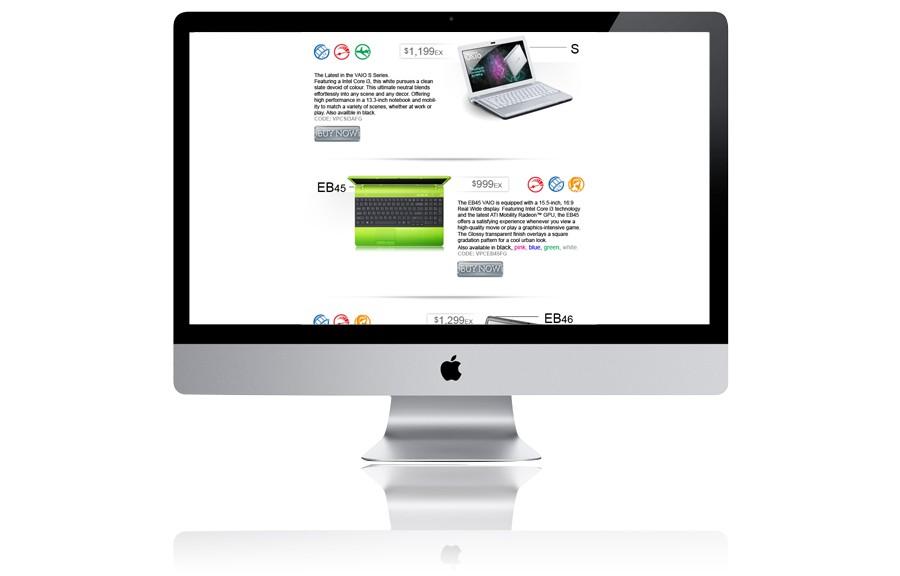 $1,199EX
S
The Latest in the VAIO S Series.
Featuring a Intel Core i3, this white pursues a clean
slate devoid of colour. This ultimate neutral blends
effortlessly into any scene and any decor. Offering
high performance in a 13.3-inch notebook and mobil-
ity to match a variety of scenes, whether at work or
play. Also availble in black.
BUY NOW
EB45
$999EX
The EB45 VAIO is equipped with a 15.5-inch, 16:9
Real Wide display. Featuring Intel Core i3 technology
and the latest ATI Mobility Radeon™ GPU, the EB45
offers a satisfying experience whenever you view a
high-quality movie or play a graphics-intensive game.
The Glossy transparent finish overlays a square
gradation pattern for a cool urban look.
Also available in black, pink, blue, green, white.
CODE: VPCEB45FG
BUY NOW
$1,299EX
EB46